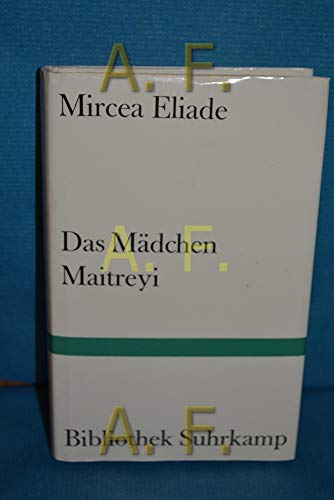 A. F.
Mircea Eliade
A. F.
Das Mädchen
A. F.
Maitreyi
A. F.
Bibliothek Suhrkamp